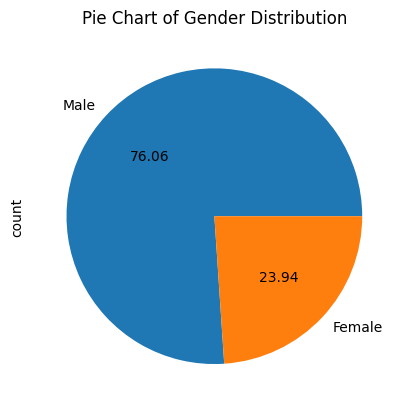 Pie Chart of Gender Distribution
Male
76.06
count
23.94
Female